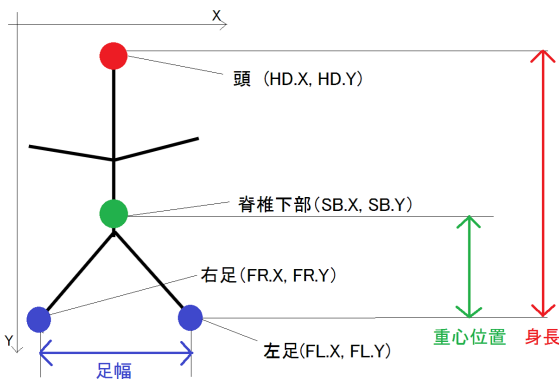 X
頭 (HD.X, HD.Y)
脊椎下部(SB.X, SB.Y)
右足(FR.X, FR.Y)
Y
重心位置
身長
左足(FL.X, FL.Y)
足幅